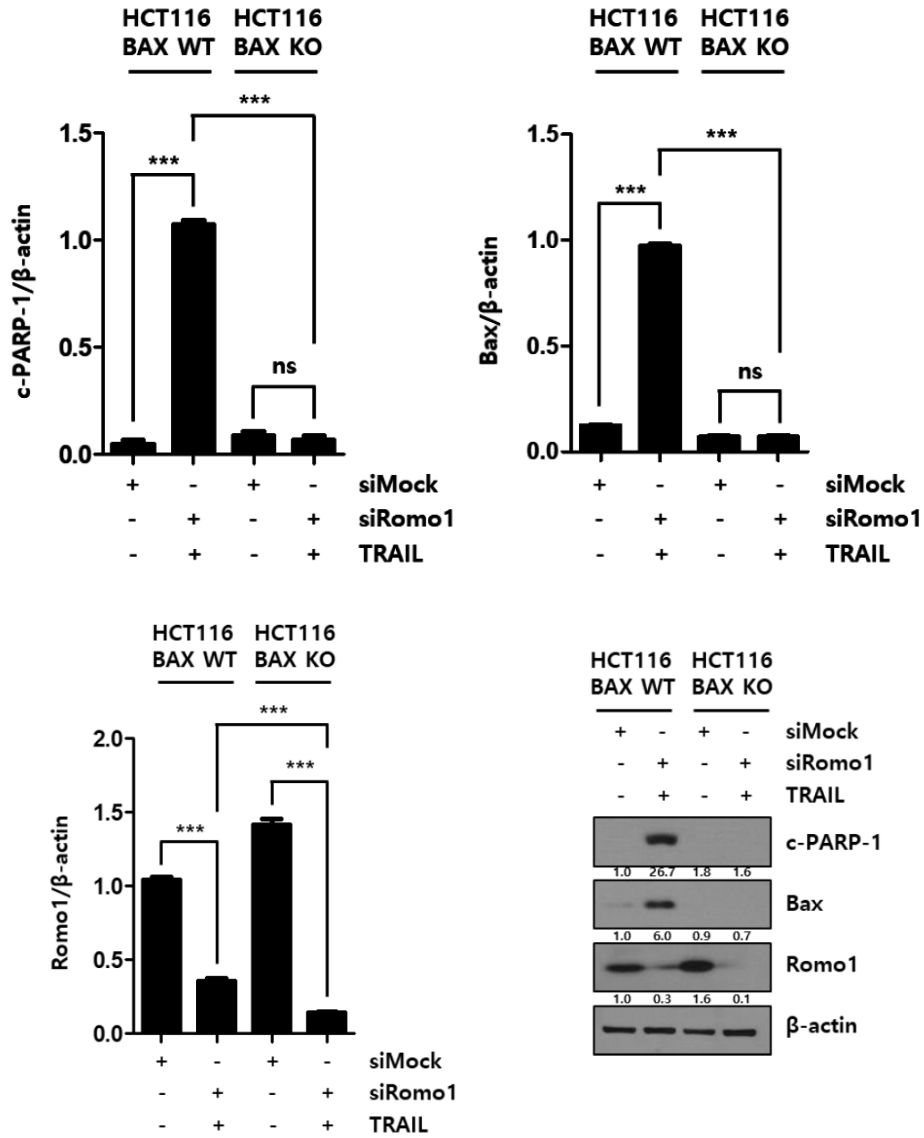 HCT116 HCT116
BAX WT BAX KO
***
***
ns
1.5
1.0
0.5
0.0
c-PARP-1/β-actin
+ - + - siMock
- + - + siRomo1
- + - + TRAIL
HCT116 HCT116
BAX WT BAX KO
***
***
ns
1.5
1.0
0.5
0.0
Bax/β-actin
+ - + - siMock
- + - + siRomo1
- + - + TRAIL
HCT116 HCT116
BAX WT BAX KO
***
***
***
2.0
1.5
1.0
0.5
0.0
Romo1/β-actin
+ - + - siMock
- + - + siRomo1
- + - + TRAIL
HCT116 HCT116
BAX WT BAX KO
+ - + - siMock
- + - + siRomo1
- + - + TRAIL
c-PARP-1
1.0 26.7 1.8 1.6
Bax
1.0 6.0 0.9 0.7
Romo1
1.0 0.3 1.6 0.1
β-actin